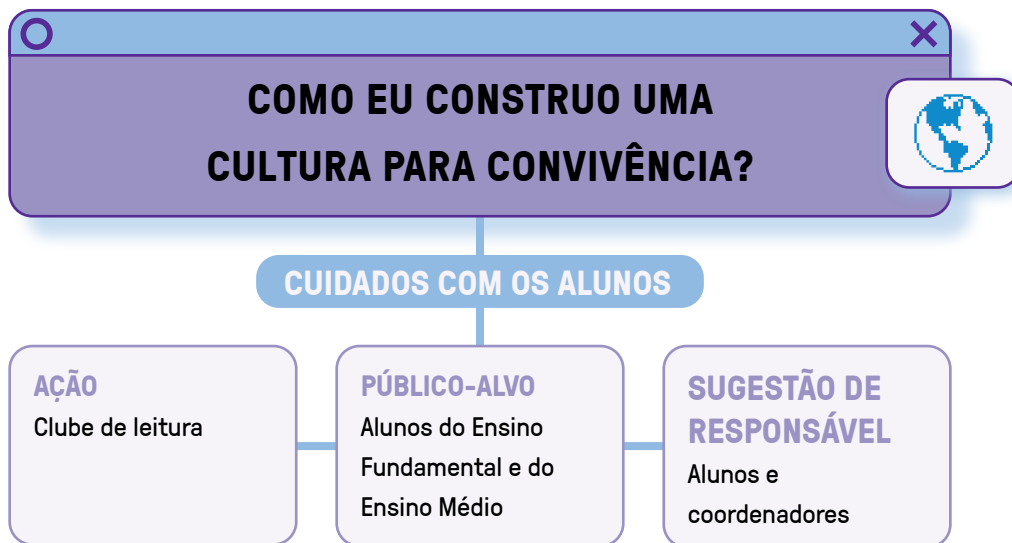 COMO EU CONSTRUO UMA
CULTURA PARA CONVIVÊNCIA?
CUIDADOS COM OS ALUNOS
AÇÃO
Clube de leitura
PÚBLICO-ALVO
Alunos do Ensino
Fundamental e do
Ensino Médio
SUGESTÃO DE
RESPONSÁVEL
Alunos e
coordenadores